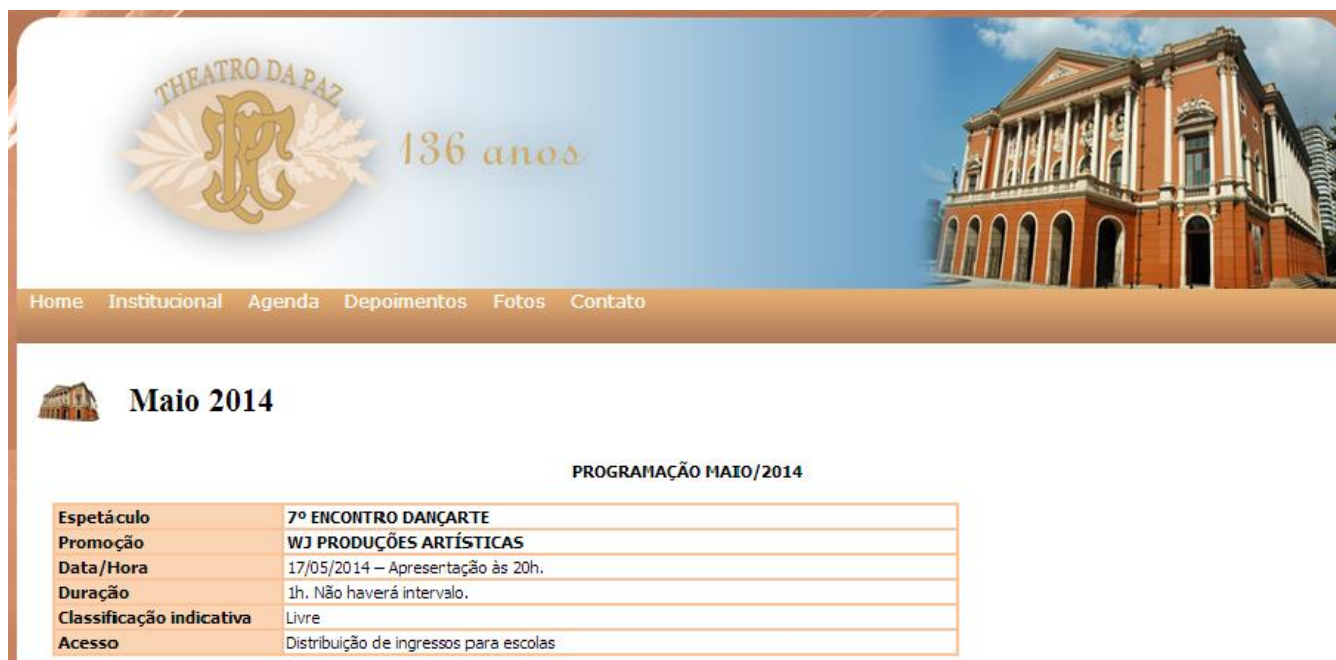 THEATRO DA PAZ
136 anos
Home Institucional Agenda Depoimentos Fotos Contato
Maio 2014
PROGRAMAÇÃO MAIO/2014
Espetáculo 7º ENCONTRO DANÇARTE
Promoção WJ PRODUÇÕES ARTÍSTICAS
Data/Hora 17/05/2014 – Apresentação às 20h.
Duração 1h. Não haverá intervalo.
Classificação indicativa Livre
Acesso Distribuição de ingressos para escolas